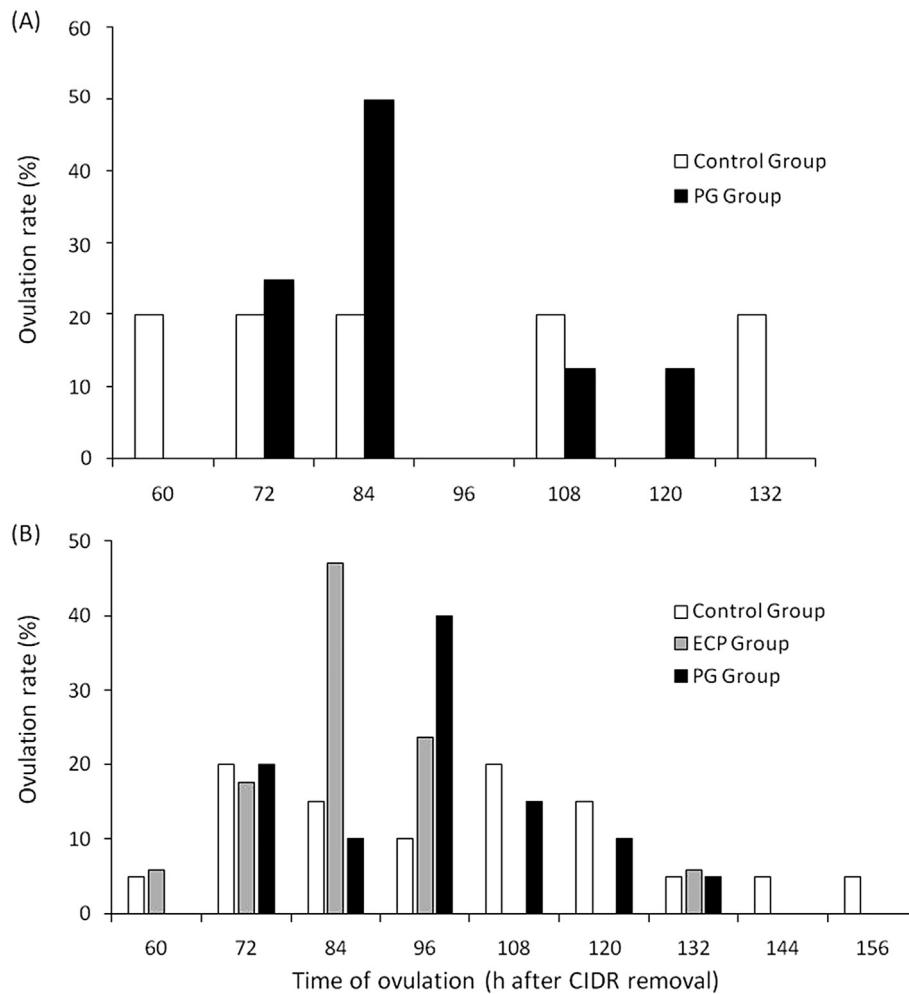 (A)
60
50
40
30
20
10
0
Ovulation rate (%)
Control Group
PG Group
60 72 84 96 108 120 132
(B)
50
40
30
20
10
0
Ovulation rate (%)
Control Group
ECP Group
PG Group
60 72 84 96 108 120 132 144 156
Time of ovulation (h after CIDR removal)